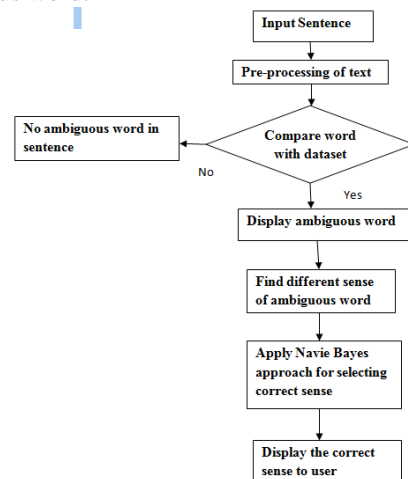 Input Sentence
Pre-processing of text
Compare word
with dataset
No ambiguous word in
sentence
No
Yes
Display ambiguous word
Find different sense
of ambiguous word
Apply Navie Bayes
approach for selecting
correct sense
Display the correct
sense to user